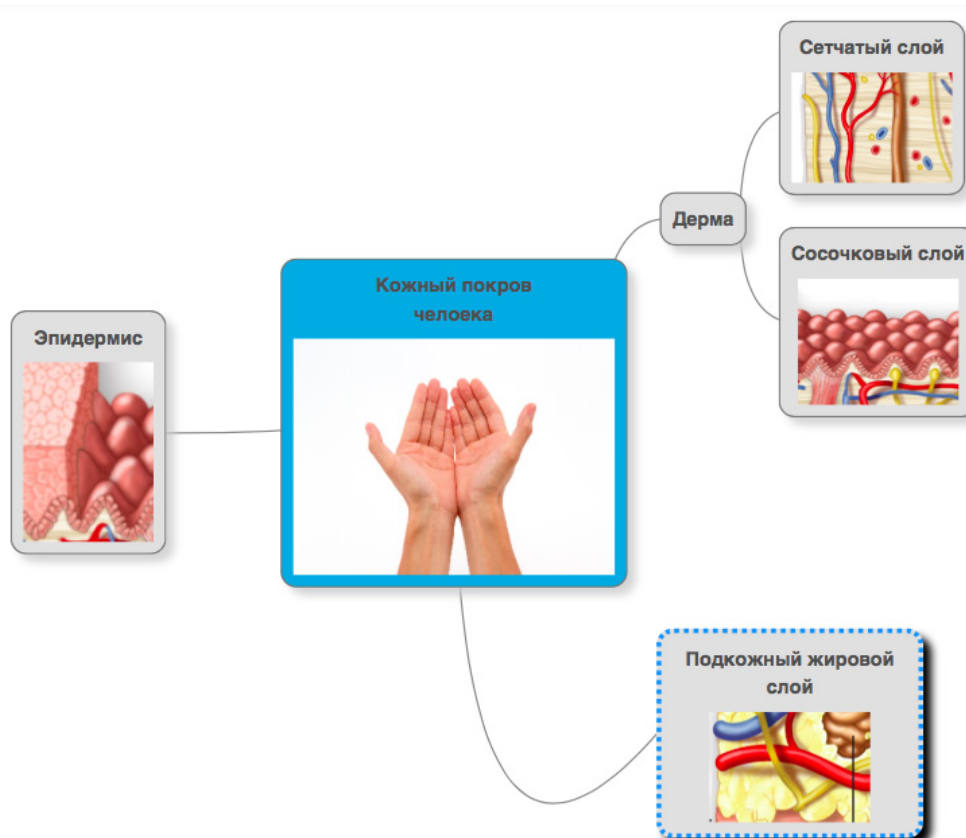 Сетчатый слой
Дерма
Сосочковый слой
Кожный покров
челоека
Эпидермис
Подкожный жировой
слой